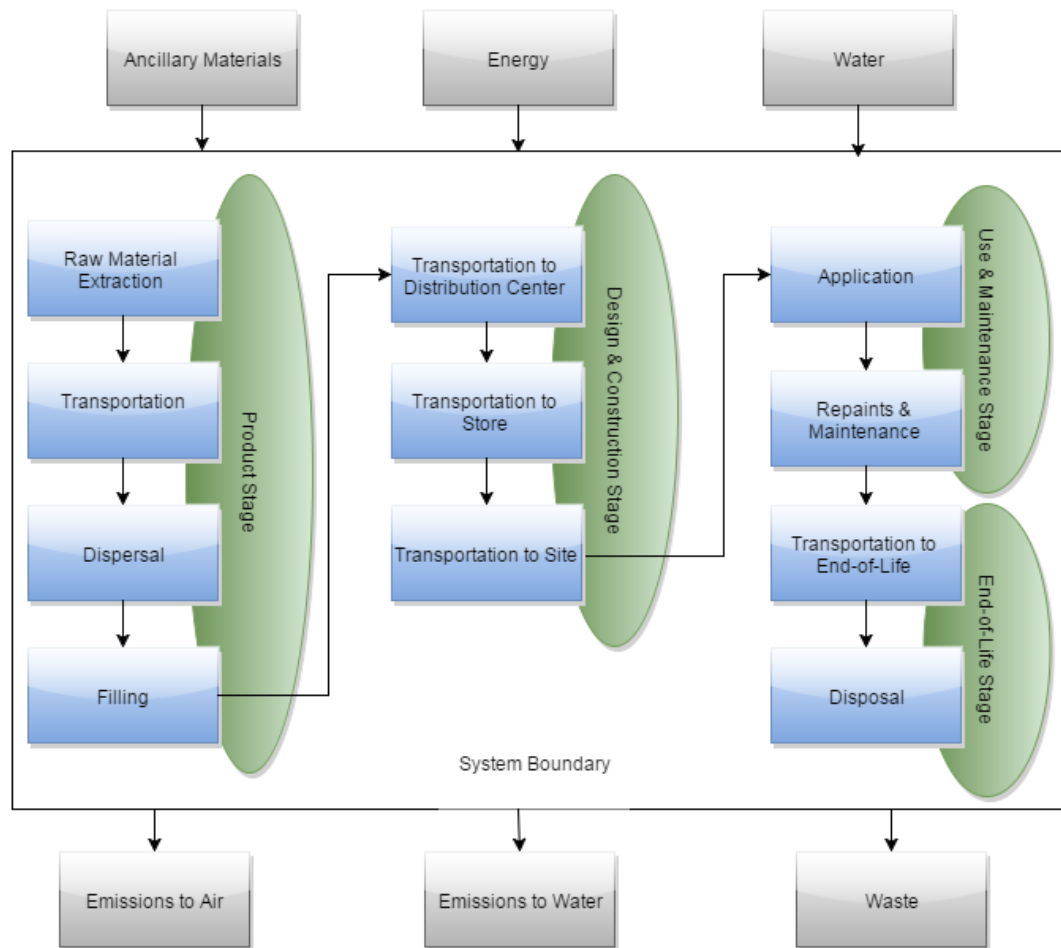 Ancillary Materials
Energy
Water
Raw Material
Extraction
Transportation
Dispersal
Filling
Product Stage
Transportation to
Distribution Center
Transportation to
Store
Transportation to Site
Design & Construction Stage
Application
Repaints &
Maintenance
Use & Maintenance Stage
Transportation to
End-of-Life
Disposal
End-of-Life Stage
System Boundary
Emissions to Air
Emissions to Water
Waste